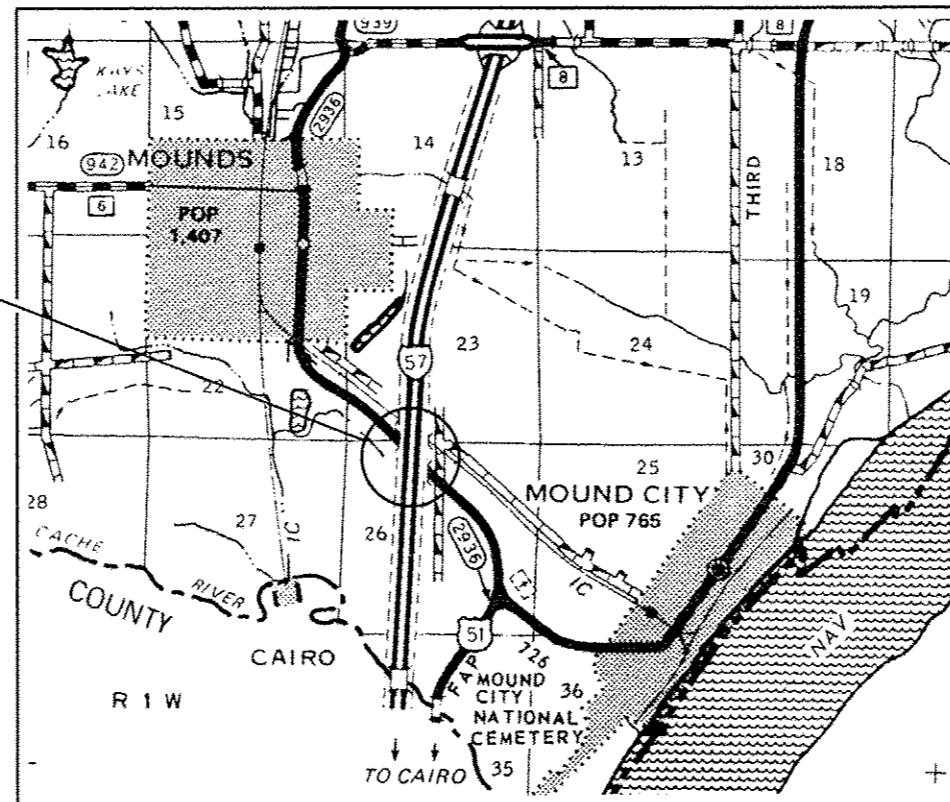 939
8
8
LAKE
15
16
2936
14
13
18
942
MOUNDS
6
POP
1,407
THIRD
19
57
23
24
22
25
30
MOUND CITY
POP 765
28
27
26
IC
2936
IC
CACHE
RIVER
COUNTY
51
CAIRO
FAP 726
NAV
R 1 W
MOUND
CITY
NATIONAL
CEMETERY
36
35
TO CAIRO